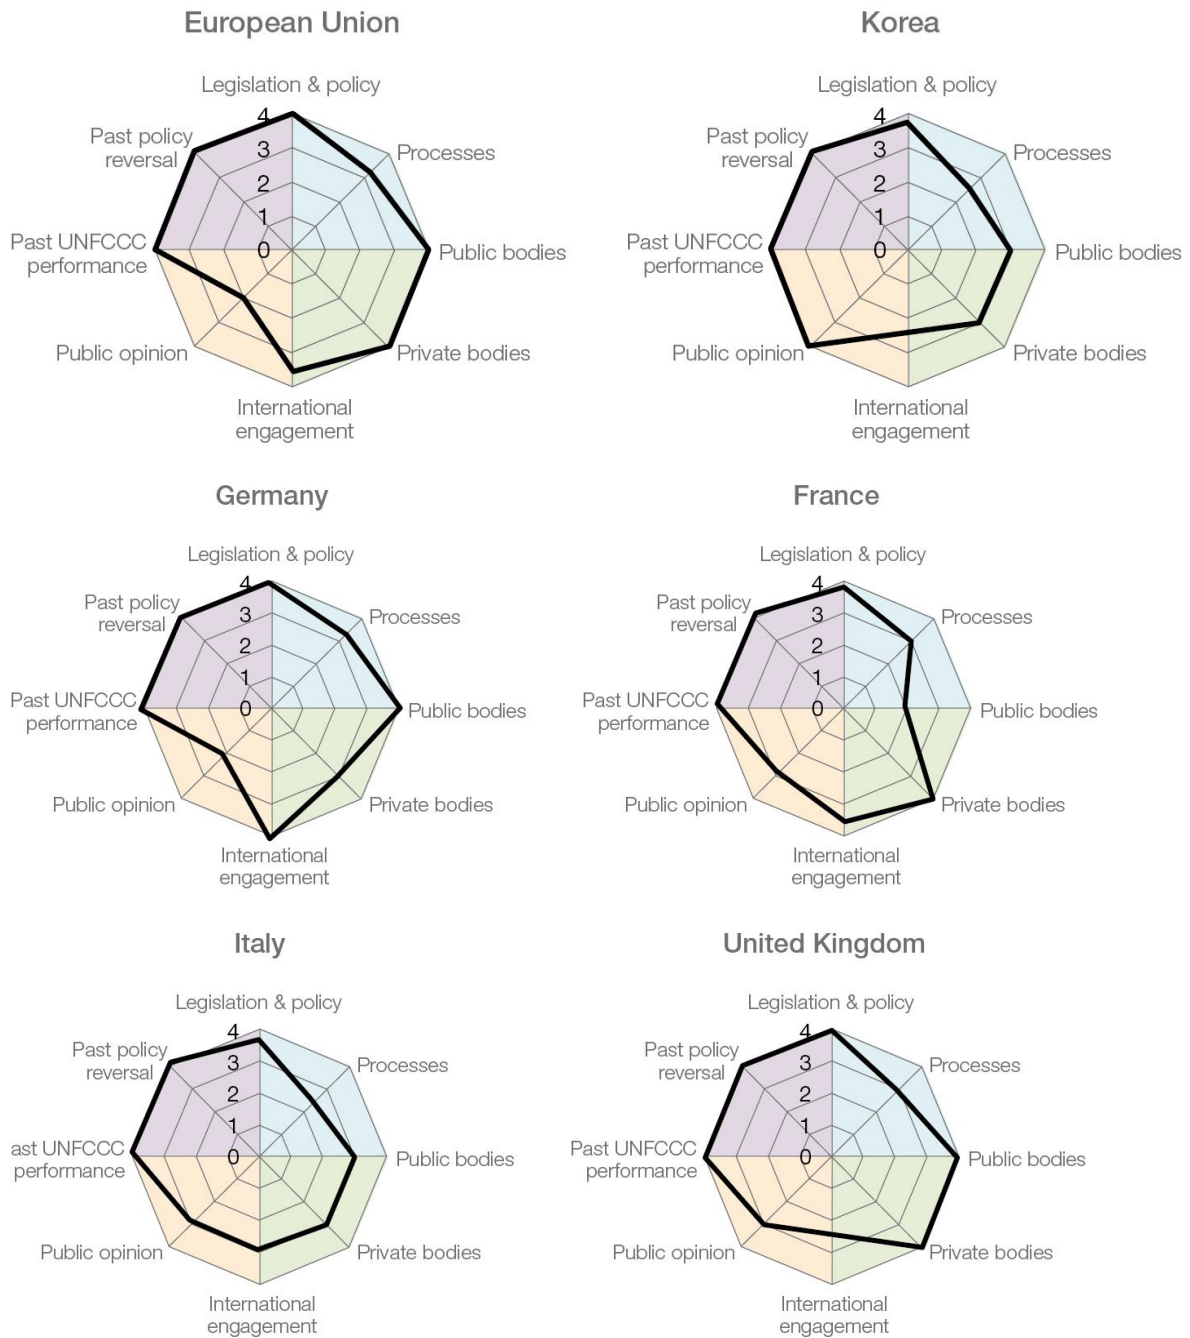 European Union
Legislation & policy
4
Past policy
reversal
Processes
3
2
1
Past UNFCCC
performance
0
Public bodies
Public opinion
Private bodies
International
engagement
Korea
Legislation & policy
4
Past policy
reversal
Processes
3
2
1
Past UNFCCC
performance
0
Public bodies
Public opinion
Private bodies
International
engagement
Germany
Legislation & policy
4
Past policy
reversal
Processes
3
2
1
Past UNFCCC
performance
0
Public bodies
Public opinion
Private bodies
International
engagement
France
Legislation & policy
4
Past policy
reversal
Processes
3
2
1
Past UNFCCC
performance
0
Public bodies
Public opinion
Private bodies
International
engagement
Italy
Legislation & policy
4
Past policy
reversal
Processes
3
2
1
ast UNFCCC
performance
0
Public bodies
Public opinion
Private bodies
International
engagement
United Kingdom
Legislation & policy
4
Past policy
reversal
Processes
3
2
1
Past UNFCCC
performance
0
Public bodies
Public opinion
Private bodies
International
engagement